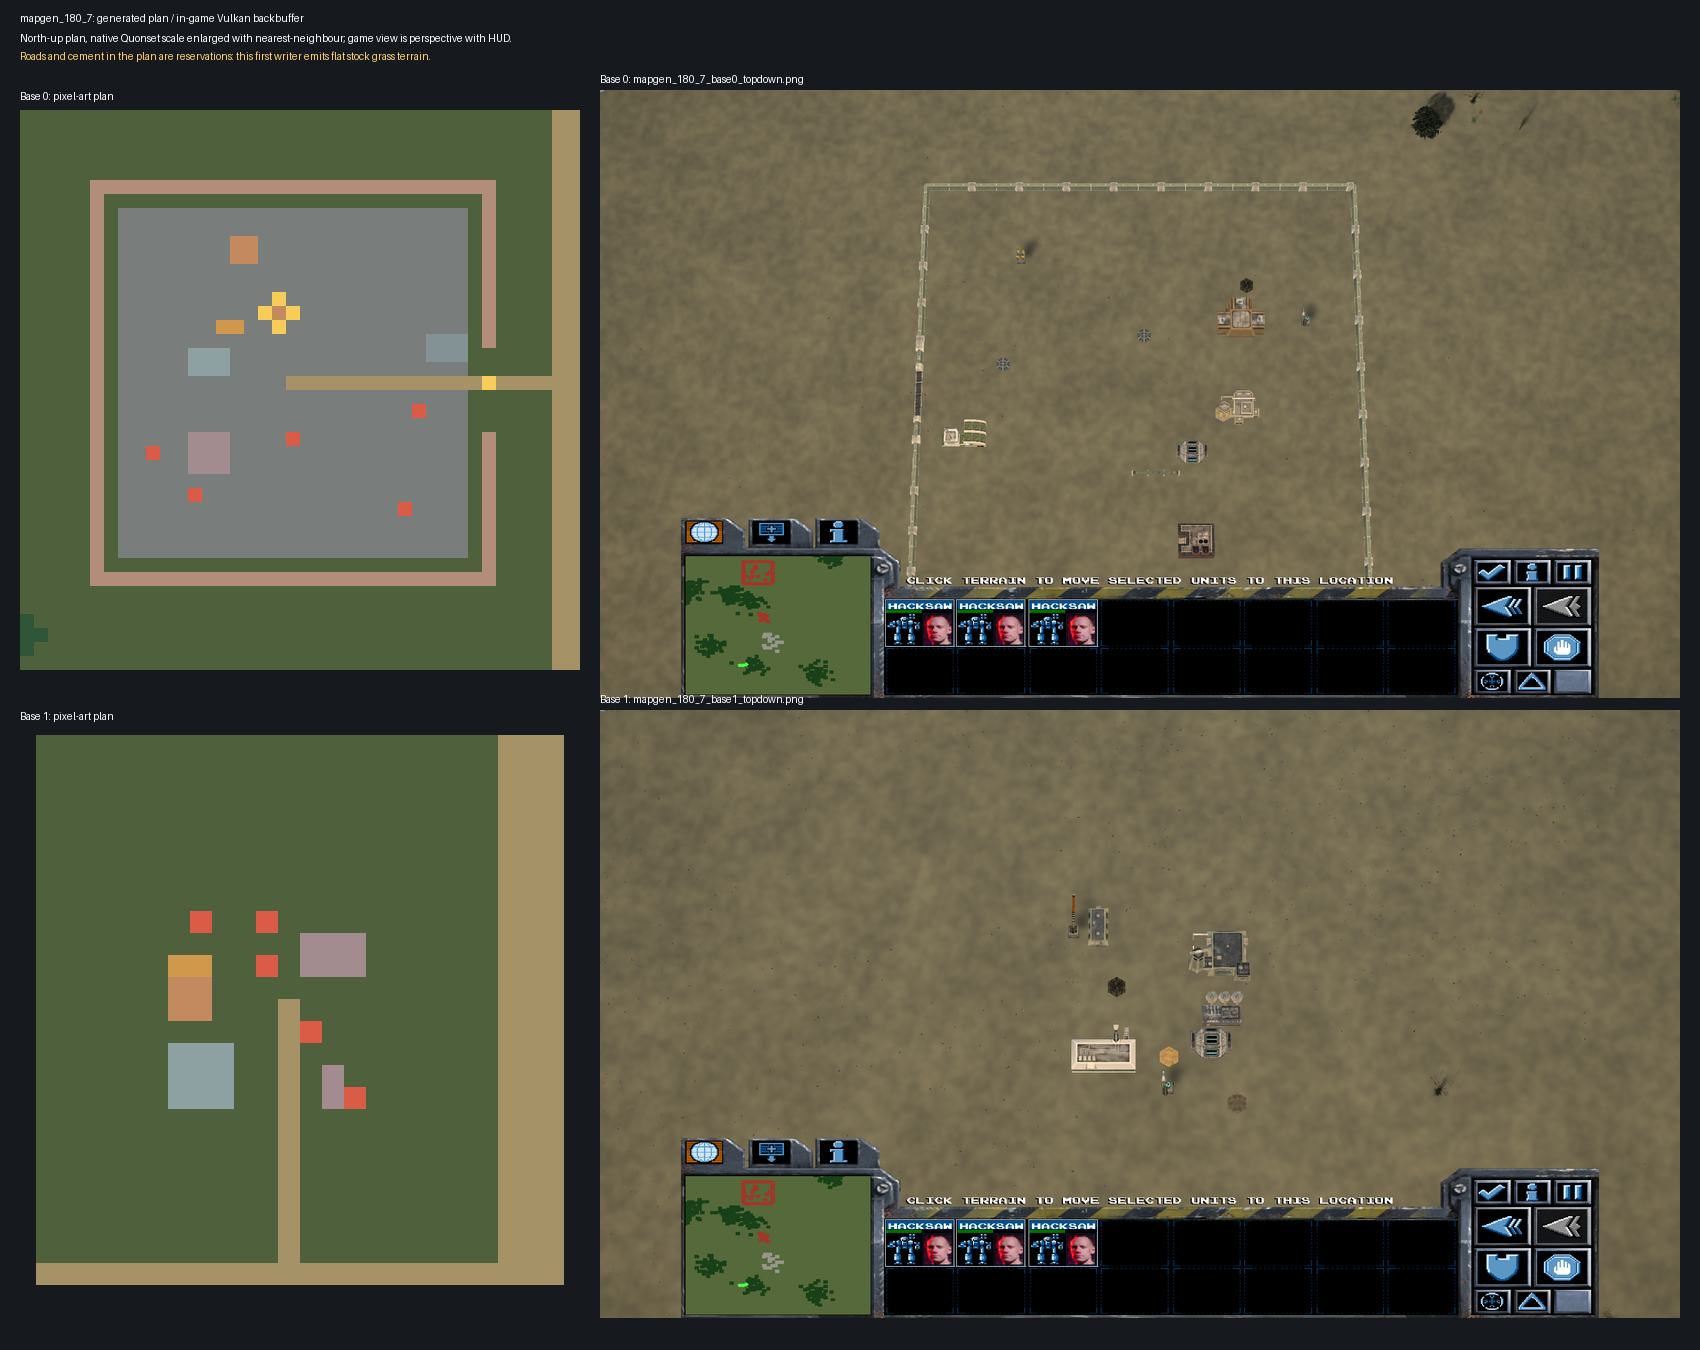 mapgen_180_7: generated plan / in-game Vulkan backbuffer
North-up plan, native Quonset scale enlarged with nearest-neighbour; game view is perspective with HUD.
Roads and cement in the plan are reservations: this first writer emits flat stock grass terrain.
Base 0: mapgen_180_7_base0_topdown.png
Base 0: pixel-art plan
CLICK TERRAIN TO MOVE SELECTED UNITS TO THIS LOCATION
HACKSAW HACKSAW HACKSAW
Base 1: mapgen_180_7_base1_topdown.png
Base 1: pixel-art plan
CLICK TERRAIN TO MOVE SELECTED UNITS TO THIS LOCATION
HACKSAW HACKSAW HACKSAW